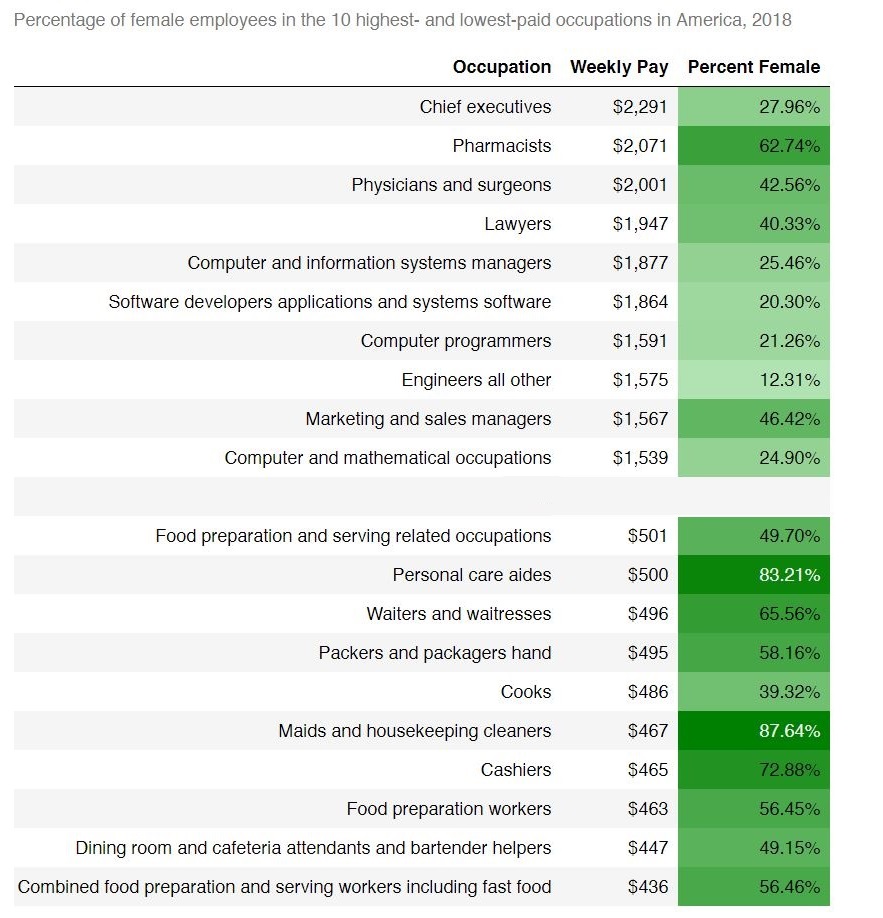 Percentage of female employees in the 10 highest- and lowest-paid occupations in America, 2018
Occupation Weekly Pay Percent Female
Chief executives $2,291 27.96%
Pharmacists $2,071 62.74%
Physicians and surgeons $2,001 42.56%
Lawyers $1,947 40.33%
Computer and information systems managers $1,877 25.46%
Software developers applications and systems software $1,864 20.30%
Computer programmers $1,591 21.26%
Engineers all other $1,575 12.31%
Marketing and sales managers $1,567 46.42%
Computer and mathematical occupations $1,539 24.90%
Food preparation and serving related occupations $501 49.70%
Personal care aides $500 83.21%
Waiters and waitresses $496 65.56%
Packers and packagers hand $495 58.16%
Cooks $486 39.32%
Maids and housekeeping cleaners $467 87.64%
Cashiers $465 72.88%
Food preparation workers $463 56.45%
Dining room and cafeteria attendants and bartender helpers $447 49.15%
Combined food preparation and serving workers including fast food $436 56.46%